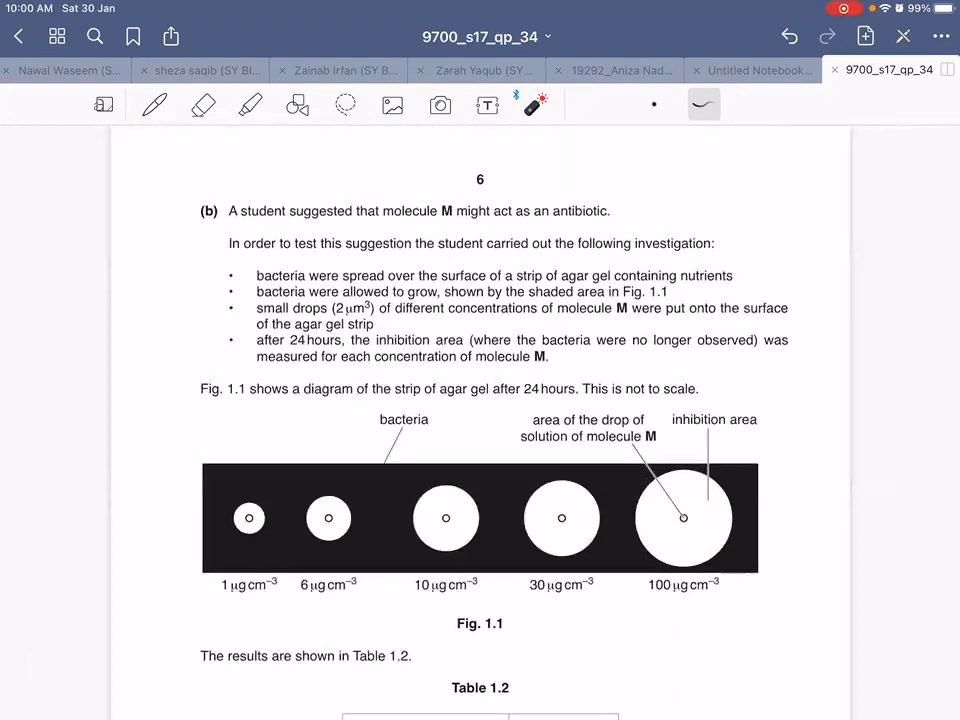 10:00 AM Sat 30 Jan
99%
9700_s17_qp_34
Nawal Waseem (S...
sheza saqib (SY Bl...
Zainab Irfan (SY B...
Zarah Yaqub (SY...
19292_Aniza Nad...
Untitled Notebook...
9700_s17_qp_34
6
(b) A student suggested that molecule M might act as an antibiotic.
In order to test this suggestion the student carried out the following investigation:
• bacteria were spread over the surface of a strip of agar gel containing nutrients
• bacteria were allowed to grow, shown by the shaded area in Fig. 1.1
• small drops (2 µm³) of different concentrations of molecule M were put onto the surface
of the agar gel strip
• after 24 hours, the inhibition area (where the bacteria were no longer observed) was
measured for each concentration of molecule M.
Fig. 1.1 shows a diagram of the strip of agar gel after 24 hours. This is not to scale.
bacteria
area of the drop of
solution of molecule M
inhibition area
1 µg cm⁻³ 6 µg cm⁻³ 10 µg cm⁻³ 30 µg cm⁻³ 100 µg cm⁻³
Fig. 1.1
The results are shown in Table 1.2.
Table 1.2